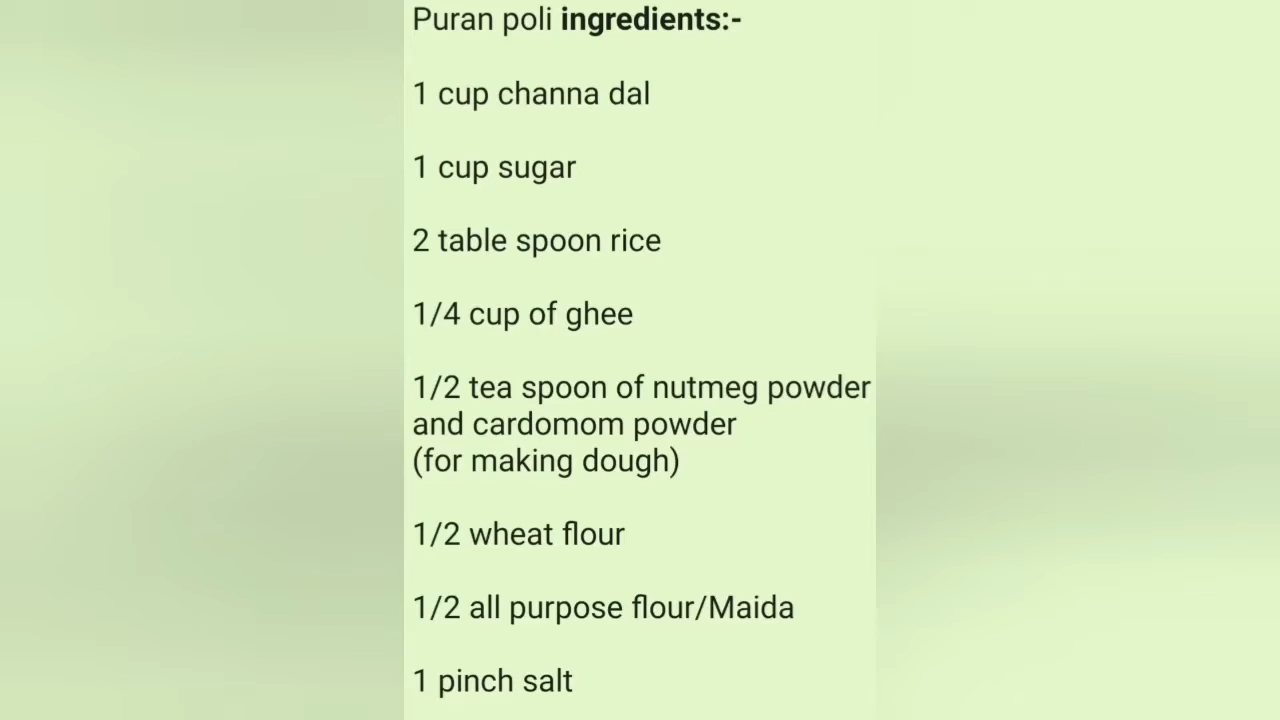 Puran poli ingredients:-
1 cup channa dal
1 cup sugar
2 table spoon rice
1/4 cup of ghee
1/2 tea spoon of nutmeg powder
and cardomom powder
(for making dough)
1/2 wheat flour
1/2 all purpose flour/Maida
1 pinch salt